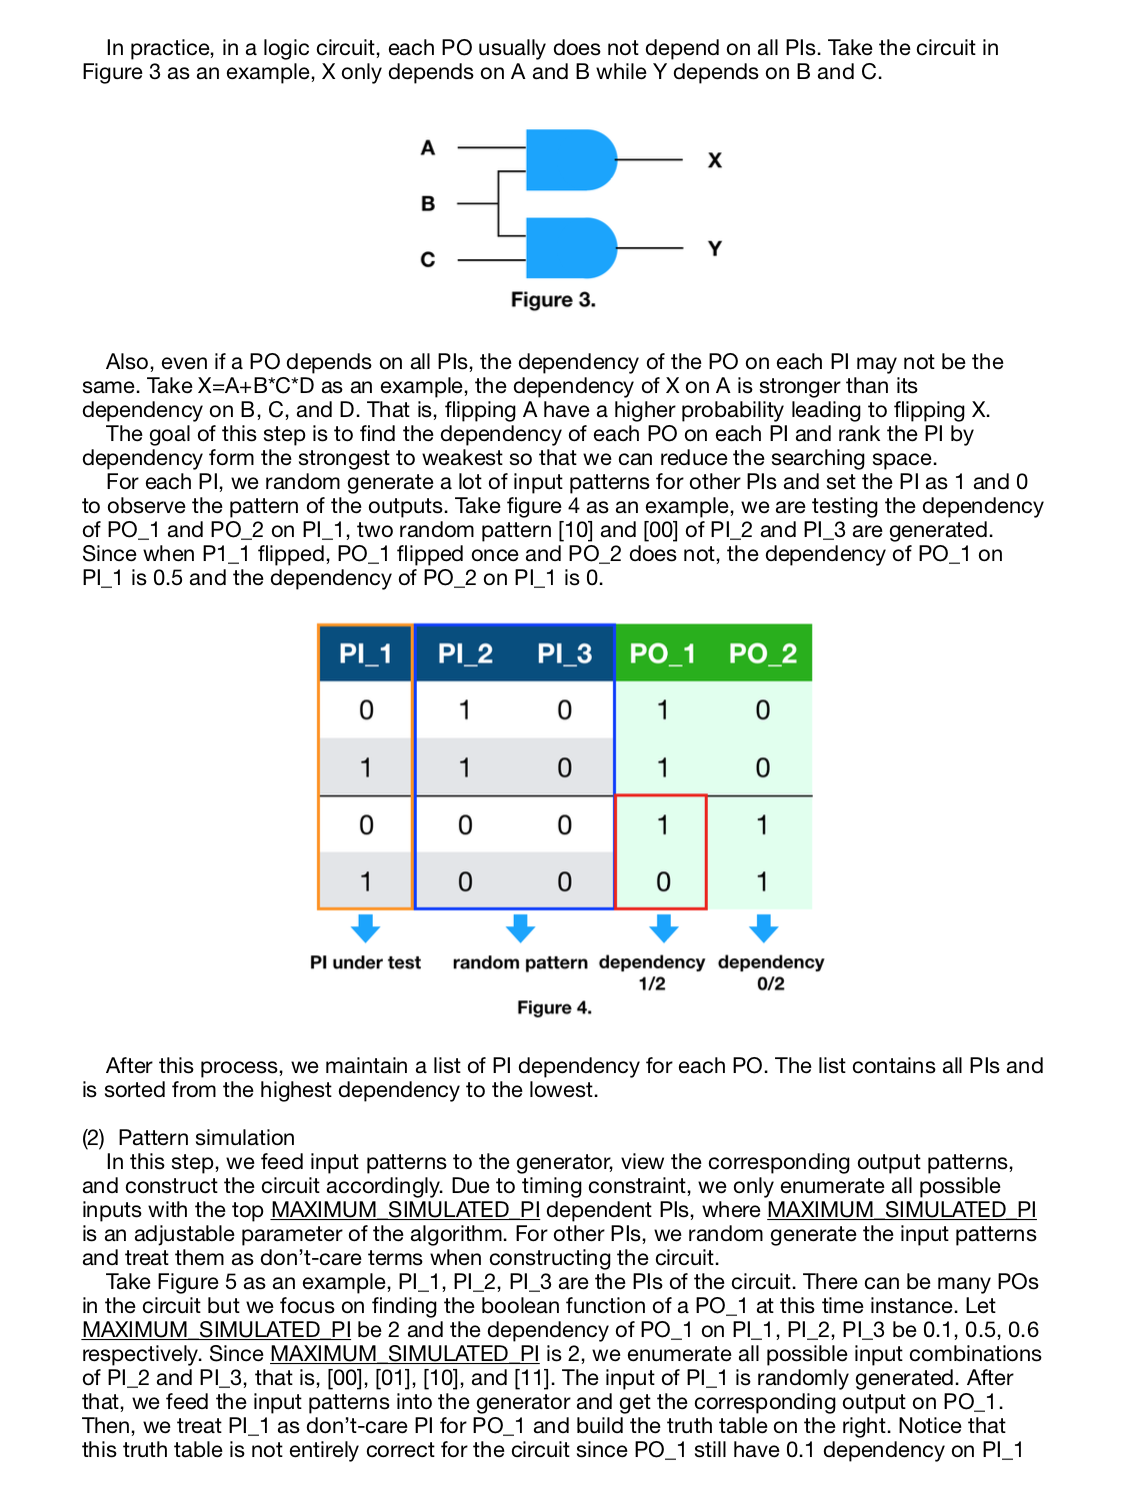 In practice, in a logic circuit, each PO usually does not depend on all PIs. Take the circuit in
Figure 3 as an example, X only depends on A and B while Y depends on B and C.
A
X
B
Y
C
Figure 3.
Also, even if a PO depends on all PIs, the dependency of the PO on each PI may not be the
same. Take X=A+B*C*D as an example, the dependency of X on A is stronger than its
dependency on B, C, and D. That is, flipping A have a higher probability leading to flipping X.
The goal of this step is to find the dependency of each PO on each PI and rank the PI by
dependency form the strongest to weakest so that we can reduce the searching space.
For each PI, we random generate a lot of input patterns for other PIs and set the PI as 1 and 0
to observe the pattern of the outputs. Take figure 4 as an example, we are testing the dependency
of PO_1 and PO_2 on PI_1, two random pattern [10] and [00] of PI_2 and PI_3 are generated.
Since when P1_1 flipped, PO_1 flipped once and PO_2 does not, the dependency of PO_1 on
PI_1 is 0.5 and the dependency of PO_2 on PI_1 is 0.
PI_1 PI_2 PI_3 PO_1 PO_2
0 1 0 1 0
1 1 0 1 0
0 0 0 1 1
1 0 0 0 1
PI under test random pattern dependency dependency
1/2 0/2
Figure 4.
After this process, we maintain a list of PI dependency for each PO. The list contains all PIs and
is sorted from the highest dependency to the lowest.
(2) Pattern simulation
In this step, we feed input patterns to the generator, view the corresponding output patterns,
and construct the circuit accordingly. Due to timing constraint, we only enumerate all possible
inputs with the top MAXIMUM_SIMULATED_PI dependent PIs, where MAXIMUM_SIMULATED_PI
is an adjustable parameter of the algorithm. For other PIs, we random generate the input patterns
and treat them as don’t-care terms when constructing the circuit.
Take Figure 5 as an example, PI_1, PI_2, PI_3 are the PIs of the circuit. There can be many POs
in the circuit but we focus on finding the boolean function of a PO_1 at this time instance. Let
MAXIMUM_SIMULATED_PI be 2 and the dependency of PO_1 on PI_1, PI_2, PI_3 be 0.1, 0.5, 0.6
respectively. Since MAXIMUM_SIMULATED_PI is 2, we enumerate all possible input combinations
of PI_2 and PI_3, that is, [00], [01], [10], and [11]. The input of PI_1 is randomly generated. After
that, we feed the input patterns into the generator and get the corresponding output on PO_1.
Then, we treat PI_1 as don’t-care PI for PO_1 and build the truth table on the right. Notice that
this truth table is not entirely correct for the circuit since PO_1 still have 0.1 dependency on PI_1